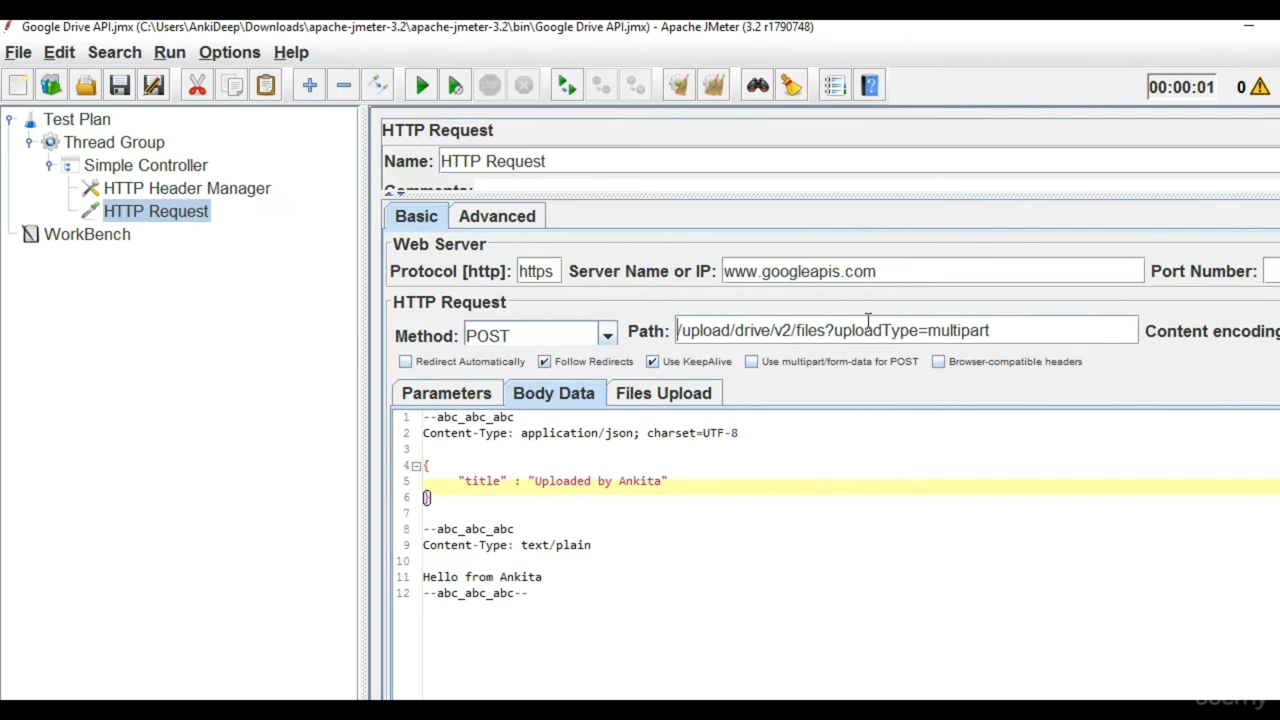 Google Drive API.jmx (C:\Users\AnkiDeep\Downloads\apache-jmeter-3.2\apache-jmeter-3.2\bin\Google Drive API.jmx) - Apache JMeter (3.2 r1790748)
File Edit Search Run Options Help
00:00:01 0
Test Plan
Thread Group
Simple Controller
HTTP Header Manager
HTTP Request
WorkBench
HTTP Request
Name: HTTP Request
Comments:
Basic Advanced
Web Server
Protocol [http]: https Server Name or IP: www.googleapis.com Port Number:
HTTP Request
Method: POST Path: /upload/drive/v2/files?uploadType=multipart Content encoding
Redirect Automatically Follow Redirects Use KeepAlive Use multipart/form-data for POST Browser-compatible headers
Parameters Body Data Files Upload
1 --abc_abc_abc
2 Content-Type: application/json; charset=UTF-8
3
4 {
5 "title" : "Uploaded by Ankita"
6 }
7
8 --abc_abc_abc
9 Content-Type: text/plain
10
11 Hello from Ankita
12 --abc_abc_abc--